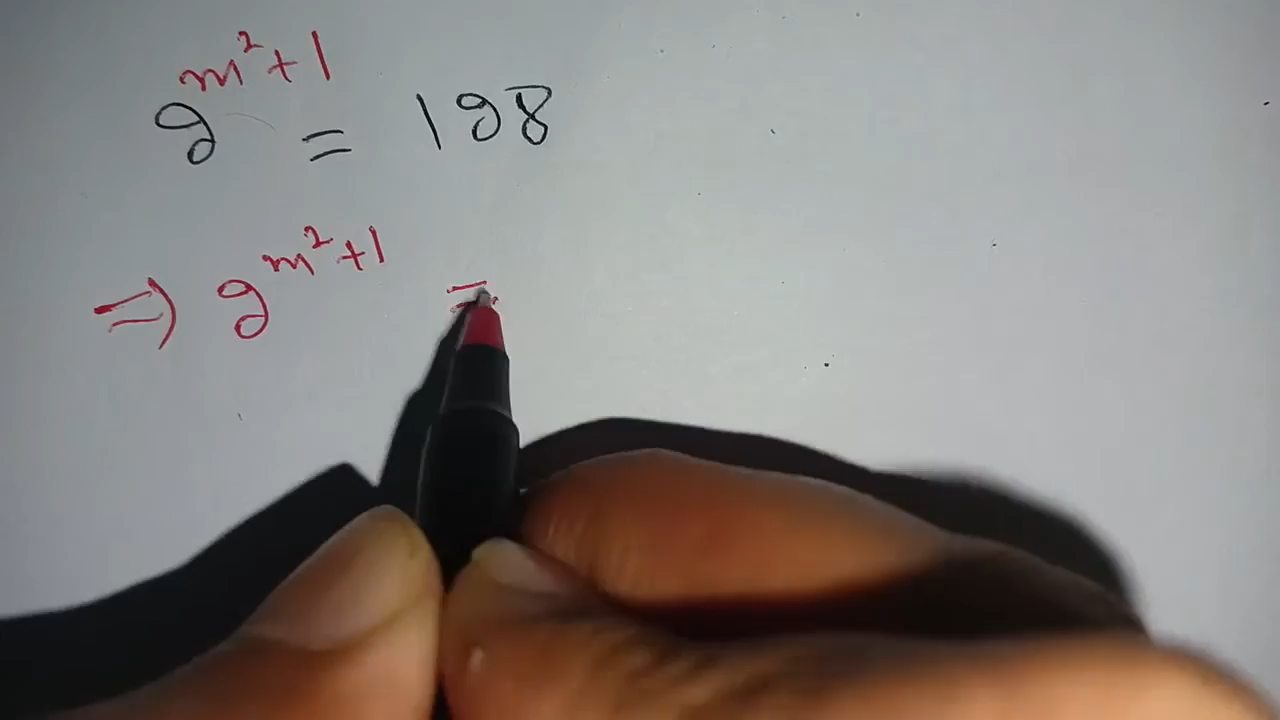 2^{m²+1} = 128
⇒ 2^{m²+1} =